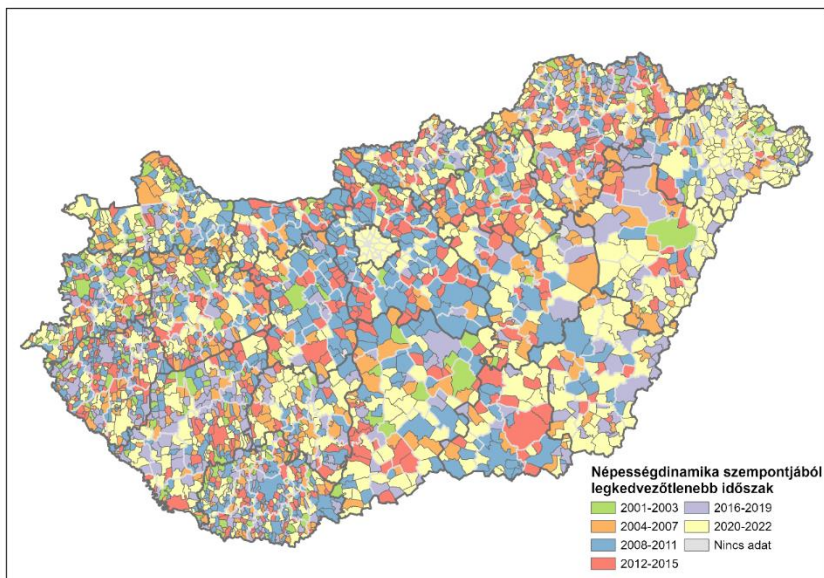 Népességdinamika szempontjából
legkedvezőtlenebb időszak
2001-2003
2004-2007
2008-2011
2012-2015
2016-2019
2020-2022
Nincs adat